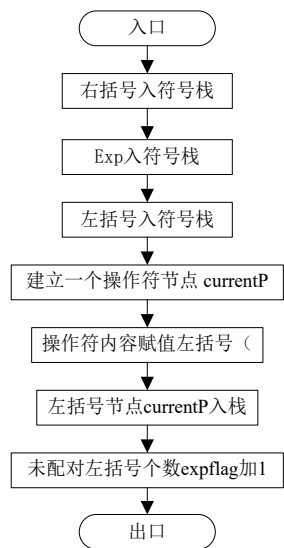 入口
右括号入符号栈
Exp入符号栈
左括号入符号栈
建立一个操作符节点 currentP
操作符内容赋值左括号（
左括号节点currentP入栈
未配对左括号个数expflag加1
出口